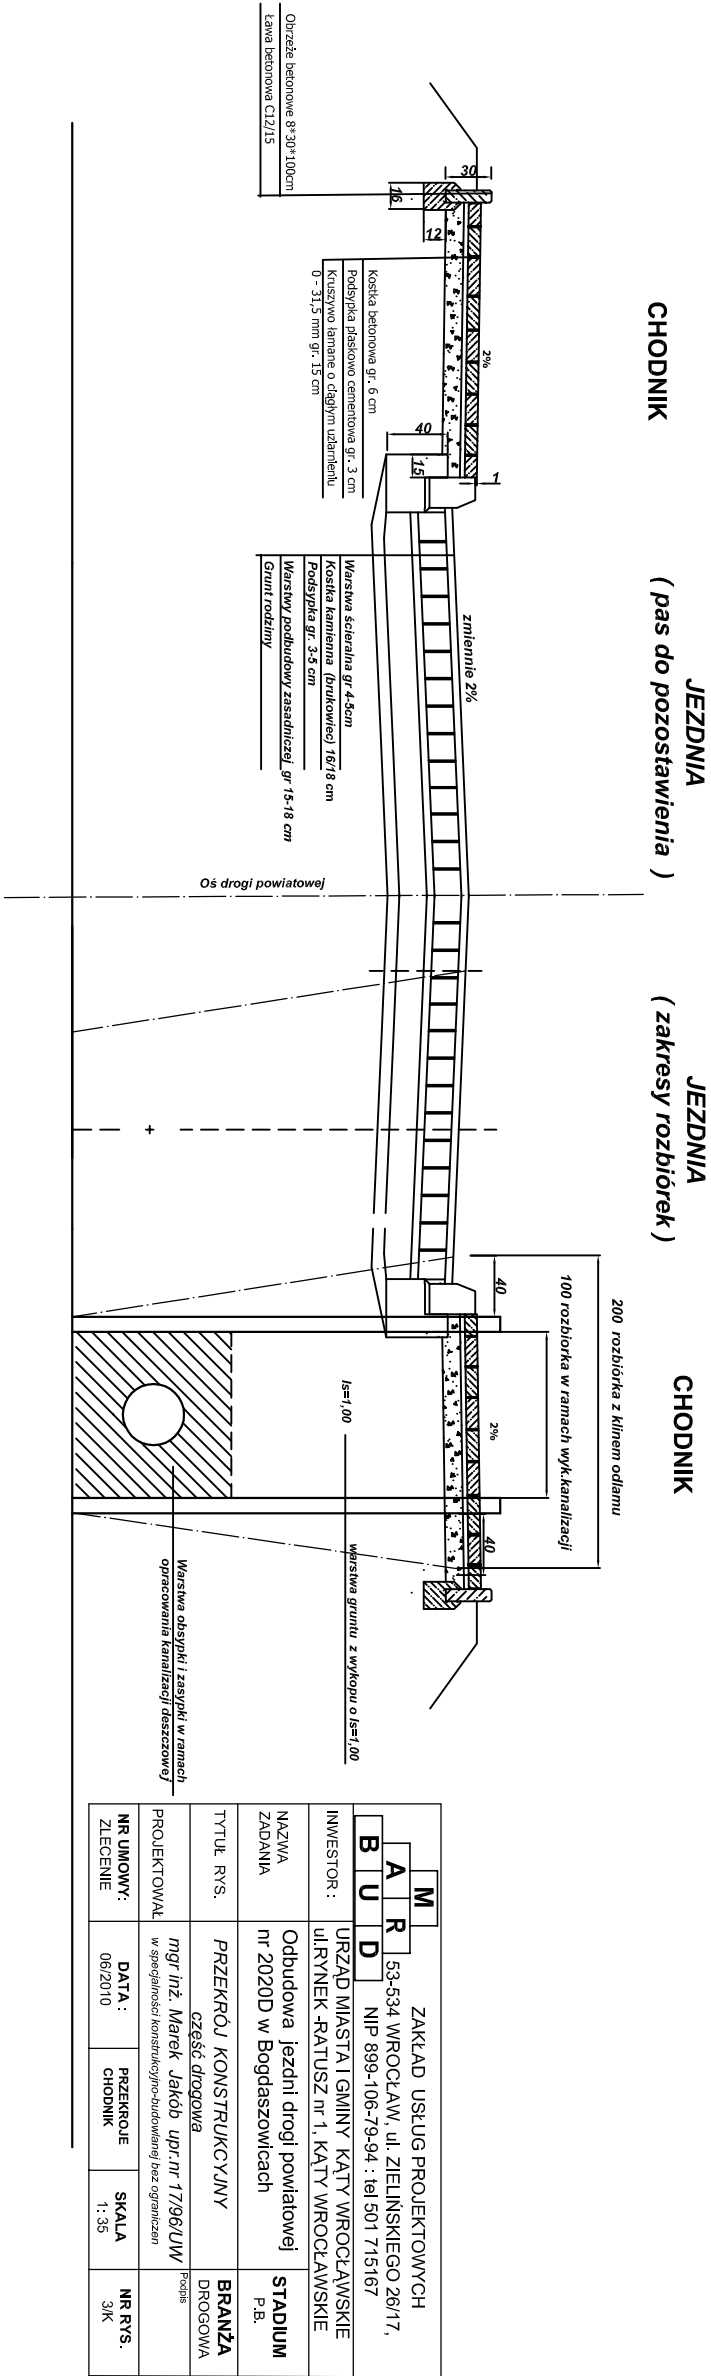 CHODNIK
JEZDNIA
( pas do pozostawienia )
JEZDNIA
( zakresy rozbiórek )
CHODNIK
200 rozbiórka z klinem odłamu
100 rozbiorka w ramach wyk.kanalizacji
40
40
30
16
12
2%
40
15
1
zmiennie 2%
2%
Obrzeże betonowe 8*30*100cm
Ława betonowa C12/15
Kostka betonowa gr. 6 cm
Podsypka piaskowo cementowa gr. 3 cm
Kruszywo łamane o ciągłym uziarnieniu
0 - 31,5 mm gr. 15 cm
Warstwa ścieralna gr 4-5cm
Kostka kamienna (brukowiec) 16/18 cm
Podsypka gr. 3-5 cm
Warstwy podbudowy zasadniczej gr 15-18 cm
Grunt rodzimy
Oś drogi powiatowej
Is=1,00
warstwa gruntu z wykopu o Is=1,00
Warstwa obsypki i zasypki w ramach
opracowania kanalizacji deszczowej
M
A R
B U D
ZAKŁAD USŁUG PROJEKTOWYCH
53-534 WROCŁAW, ul. ZIELIŃSKIEGO 26/17,
NIP 899-106-79-94 : tel 501 715167
INWESTOR :
URZĄD MIASTA I GMINY KĄTY WROCŁAWSKIE
ul.RYNEK -RATUSZ nr 1, KĄTY WROCŁAWSKIE
NAZWA
ZADANIA
Odbudowa jezdni drogi powiatowej
nr 2020D w Bogdaszowicach
STADIUM
P.B.
TYTUŁ RYS.
PRZEKRÓJ KONSTRUKCYJNY
część drogowa
BRANŻA
DROGOWA
PROJEKTOWAŁ
mgr inż. Marek Jakób upr.nr 17/96/UW
w specjalności konstrukcyjno-budowlanej bez ograniczen
Podpis
NR UMOWY:
ZLECENIE
DATA :
06/2010
PRZEKROJE
CHODNIK
SKALA
1: 35
NR RYS.
3/K